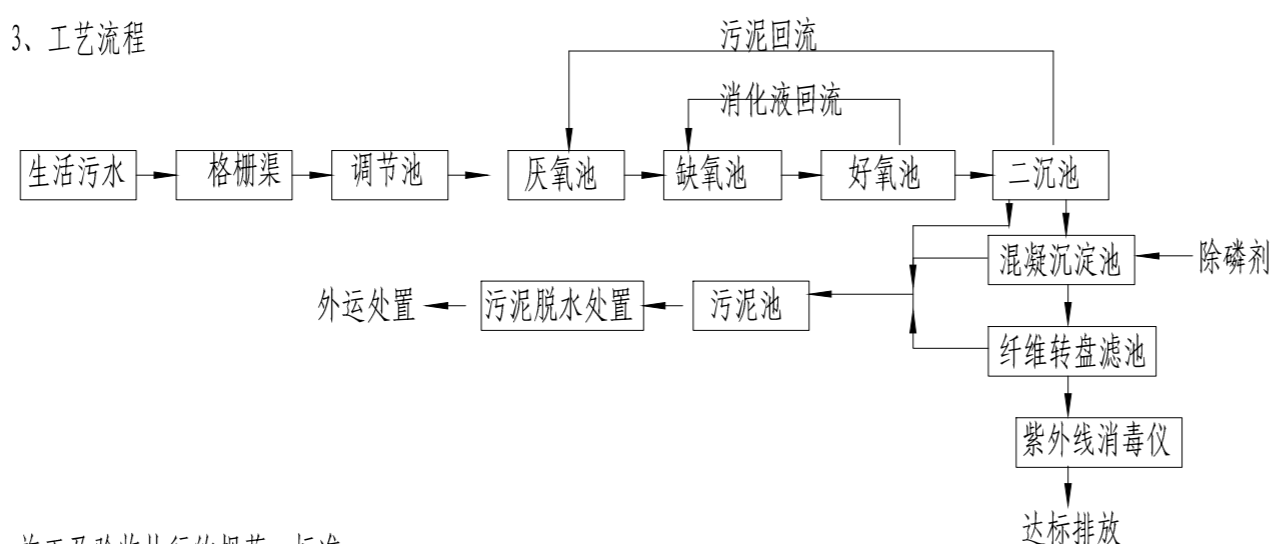 3、工艺流程
污泥回流
消化液回流
生活污水
格栅渠
调节池
厌氧池
缺氧池
好氧池
二沉池
混凝沉淀池
除磷剂
外运处置
污泥脱水处置
污泥池
纤维转盘滤池
紫外线消毒仪
达标排放